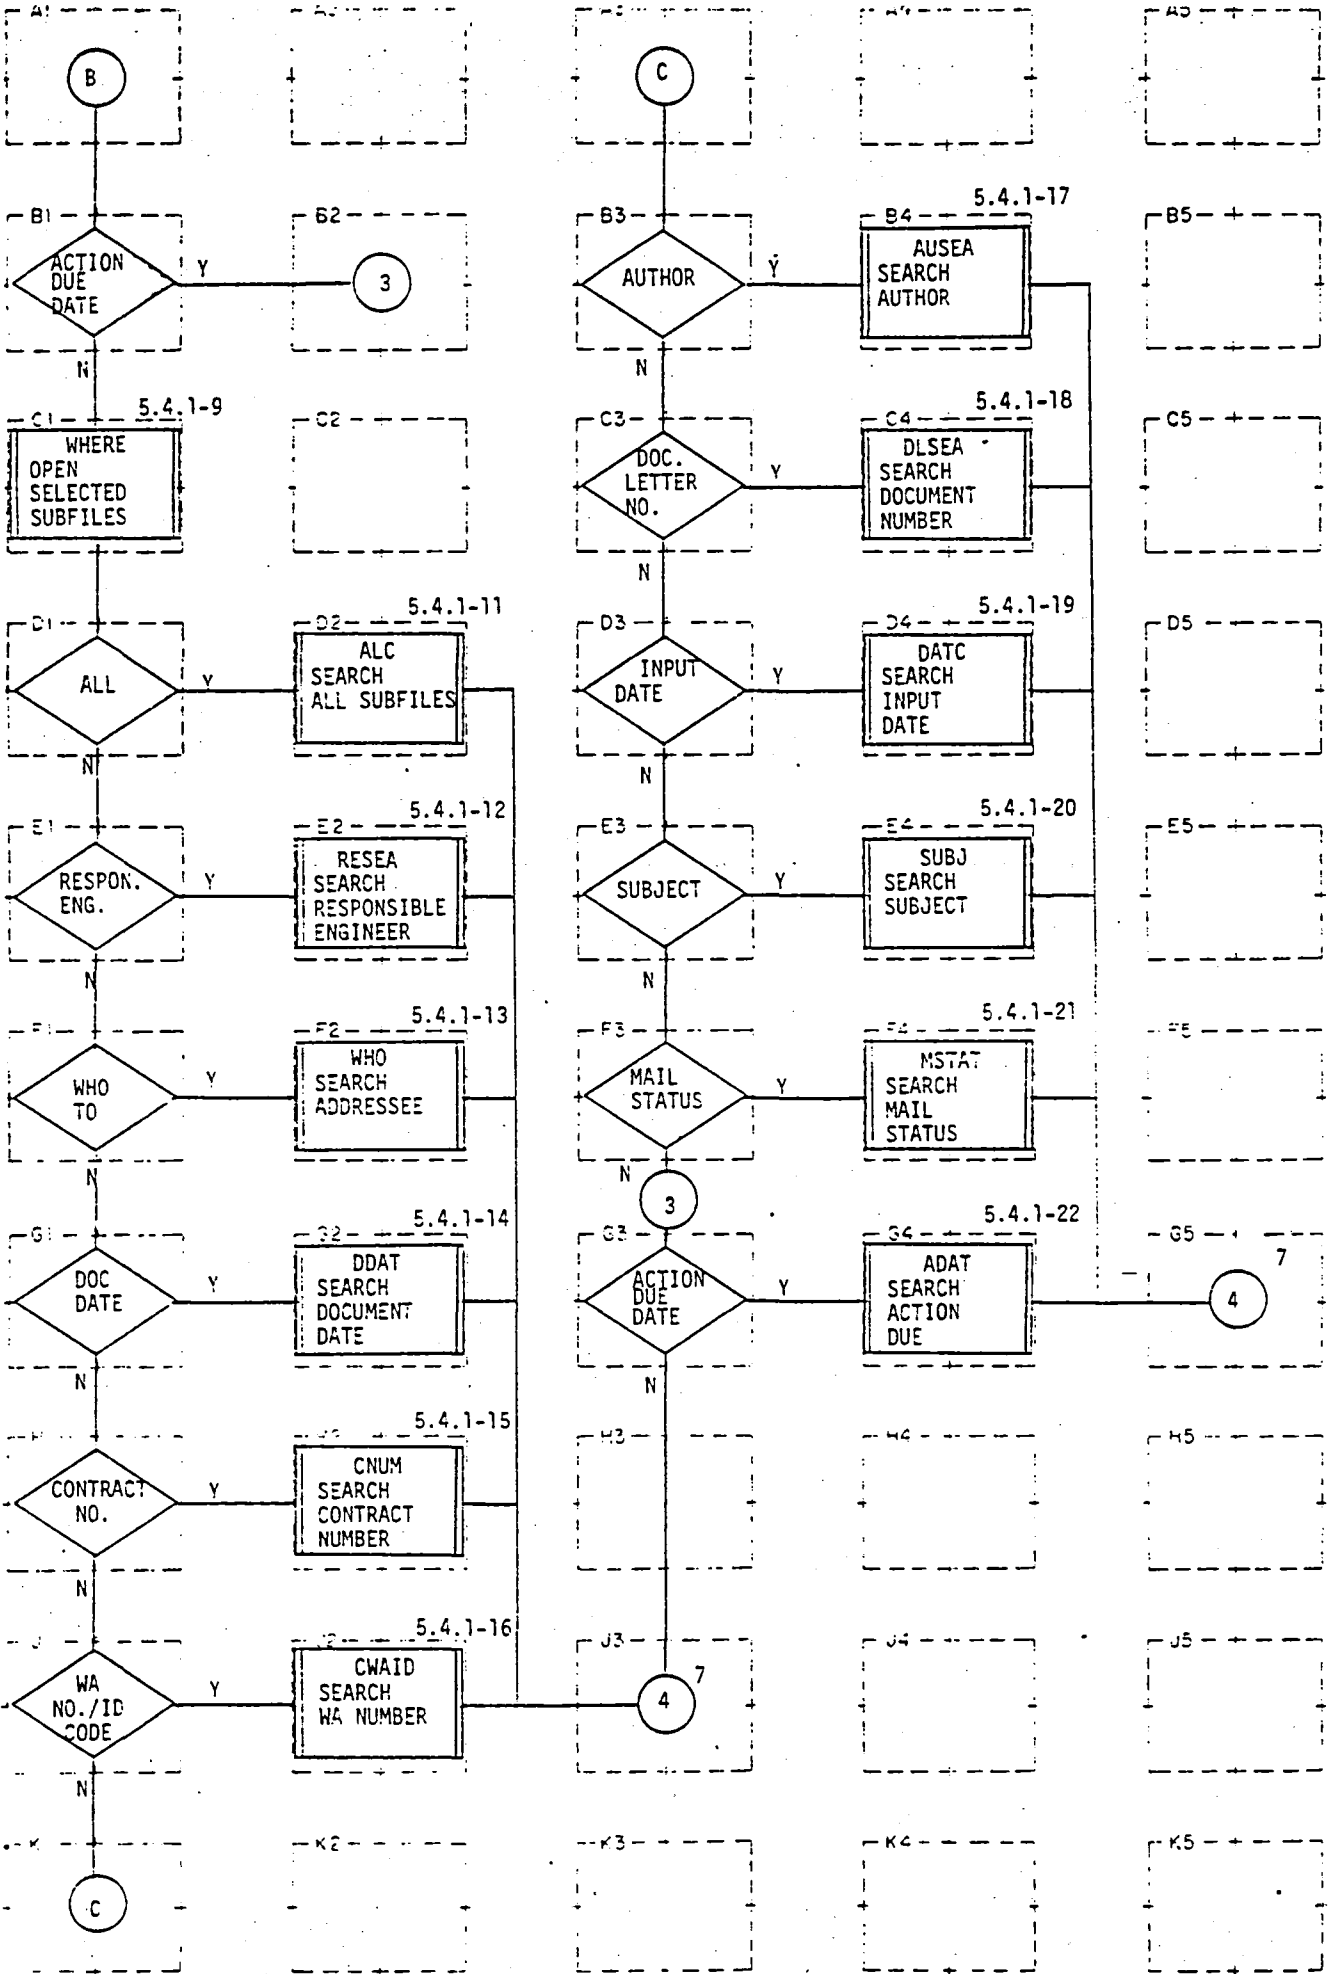 B
ACTION
DUE
DATE
Y
N
B1
B2
3
5.4.1-9
C1
WHERE
OPEN
SELECTED
SUBFILES
C2
D1
ALL
Y
N
5.4.1-11
D2
ALC
SEARCH
ALL SUBFILES
E1
RESPON.
ENG.
Y
N
5.4.1-12
E2
RESEA
SEARCH
RESPONSIBLE
ENGINEER
WHO
TO
Y
N
5.4.1-13
F2
WHO
SEARCH
ADDRESSEE
G1
DOC
DATE
Y
N
5.4.1-14
G2
DDAT
SEARCH
DOCUMENT
DATE
CONTRACT
NO.
Y
N
5.4.1-15
CNUM
SEARCH
CONTRACT
NUMBER
WA
NO./ID
CODE
Y
N
5.4.1-16
CWAID
SEARCH
WA NUMBER
K
C
K2
C
B3
AUTHOR
Y
N
5.4.1-17
B4
AUSEA
SEARCH
AUTHOR
B5
C3
DOC.
LETTER
NO.
Y
N
5.4.1-18
C4
DLSEA
SEARCH
DOCUMENT
NUMBER
C5
D3
INPUT
DATE
Y
N
5.4.1-19
D4
DATC
SEARCH
INPUT
DATE
D5
E3
SUBJECT
Y
N
5.4.1-20
E4
SUBJ
SEARCH
SUBJECT
E5
F3
MAIL
STATUS
Y
N
5.4.1-21
F4
MSTAT
SEARCH
MAIL
STATUS
F5
3
G3
ACTION
DUE
DATE
Y
N
5.4.1-22
G4
ADAT
SEARCH
ACTION
DUE
G5
4
7
H3
H4
H5
J3
4
7
J4
J5
K3
K4
K5